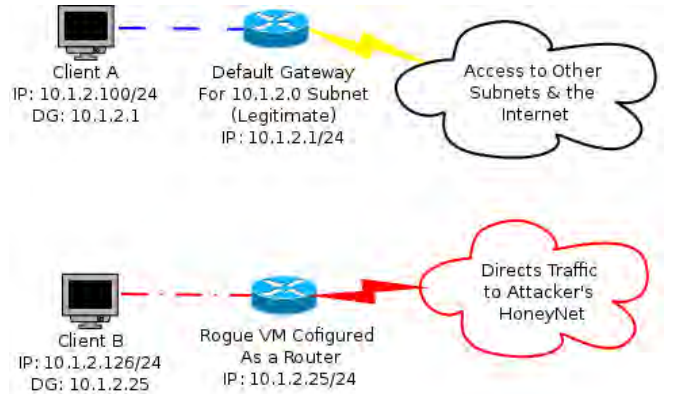 Client A
IP: 10.1.2.100/24
DG: 10.1.2.1
Default Gateway
For 10.1.2.0 Subnet
(Legitimate)
IP: 10.1.2.1/24
Access to Other
Subnets & the
Internet
Client B
IP: 10.1.2.126/24
DG: 10.1.2.25
Rogue VM Cofigured
As a Router
IP: 10.1.2.25/24
Directs Traffic
to Attacker's
HoneyNet